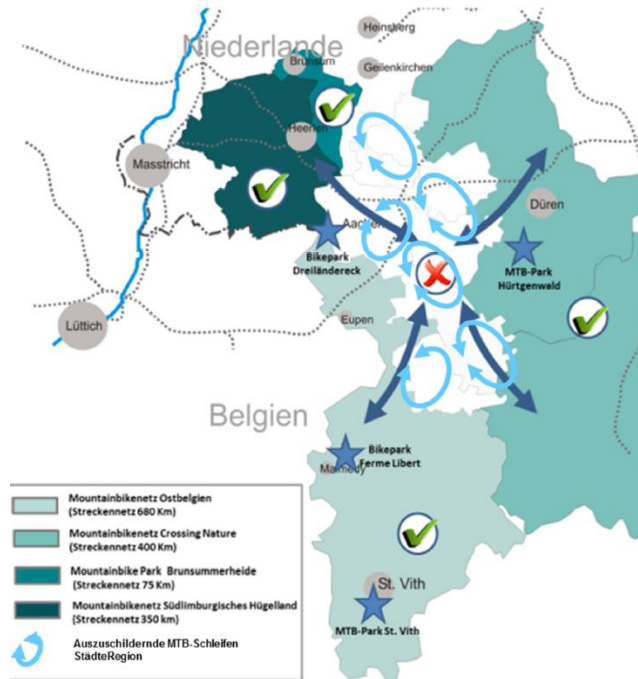 Niederlande
Heinsberg
Brunsum
Geilenkirchen
Heerlen
Masstricht
Düren
Aachen
Bikepark
Dreiländereck
MTB-Park
Hürtgenwald
Lüttich
Eupen
Belgien
Bikepark
Ferme Libert
Malmedy
St. Vith
MTB-Park St. Vith
Mountainbikenetz Ostbelgien
(Streckennetz 680 Km)
Mountainbikenetz Crossing Nature
(Streckennetz 400 Km)
Mountainbike Park Brunsummerheide
(Streckennetz 75 Km)
Mountainbikenetz Südlimburgisches Hügelland
(Streckennetz 350 km)
Auszuschildernde MTB-Schleifen
StädteRegion